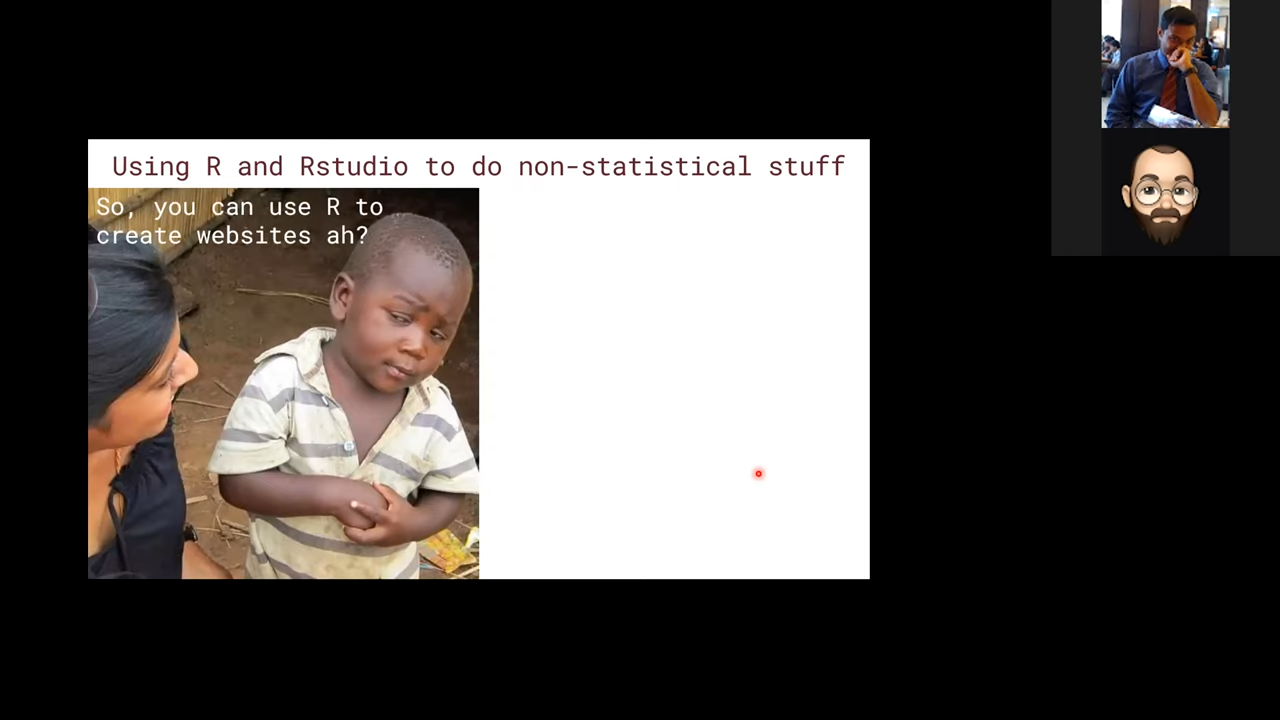 Using R and Rstudio to do non-statistical stuff
So, you can use R to
create websites ah?